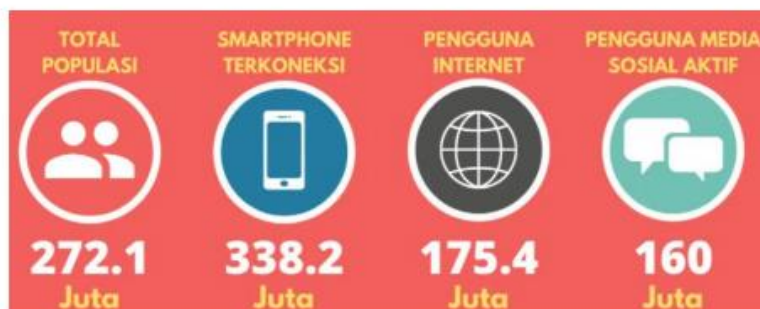 TOTAL
POPULASI
272.1
Juta
SMARTPHONE
TERKONEKSI
338.2
Juta
PENGGUNA
INTERNET
175.4
Juta
PENGGUNA MEDIA
SOSIAL AKTIF
160
Juta